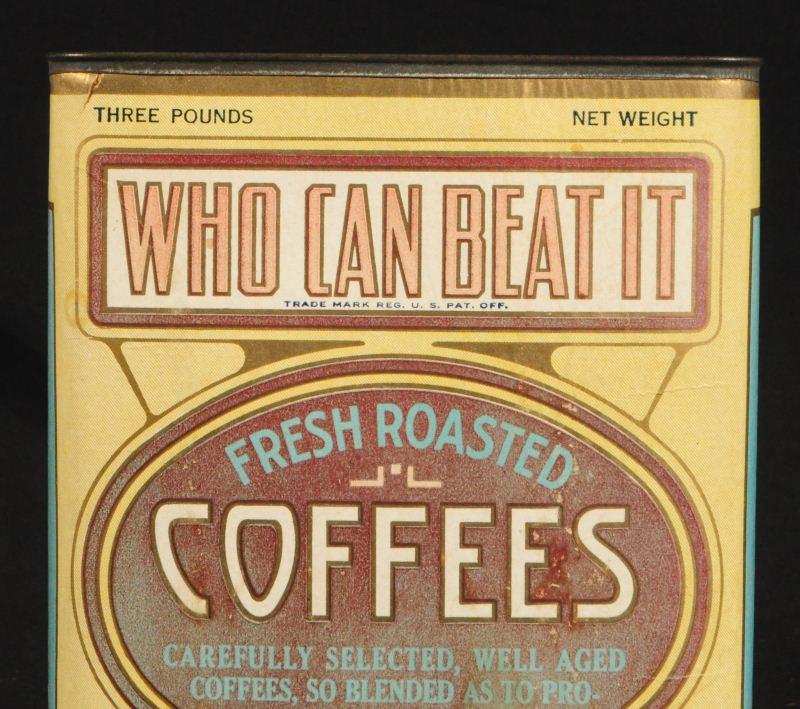 THREE POUNDS NET WEIGHT
WHO CAN BEAT IT
TRADE MARK REG. U. S. PAT. OFF.
FRESH ROASTED
COFFEES
CAREFULLY SELECTED, WELL AGED
COFFEES, SO BLENDED AS TO PRO-